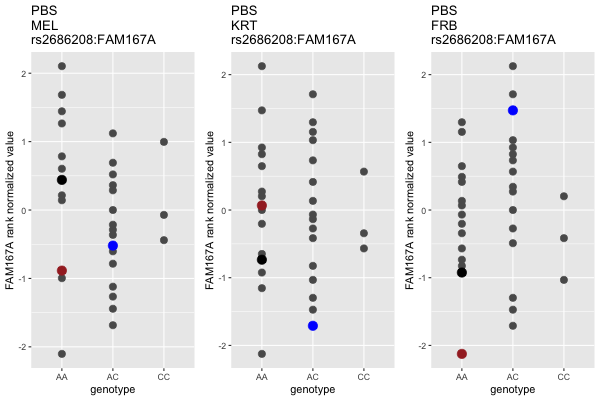 PBS
MEL
rs2686208:FAM167A
FAM167A rank normalized value
2
1
0
-1
-2
AA
AC
CC
genotype
PBS
KRT
rs2686208:FAM167A
FAM167A rank normalized value
2
1
0
-1
-2
AA
AC
CC
genotype
PBS
FRB
rs2686208:FAM167A
FAM167A rank normalized value
2
1
0
-1
-2
AA
AC
CC
genotype